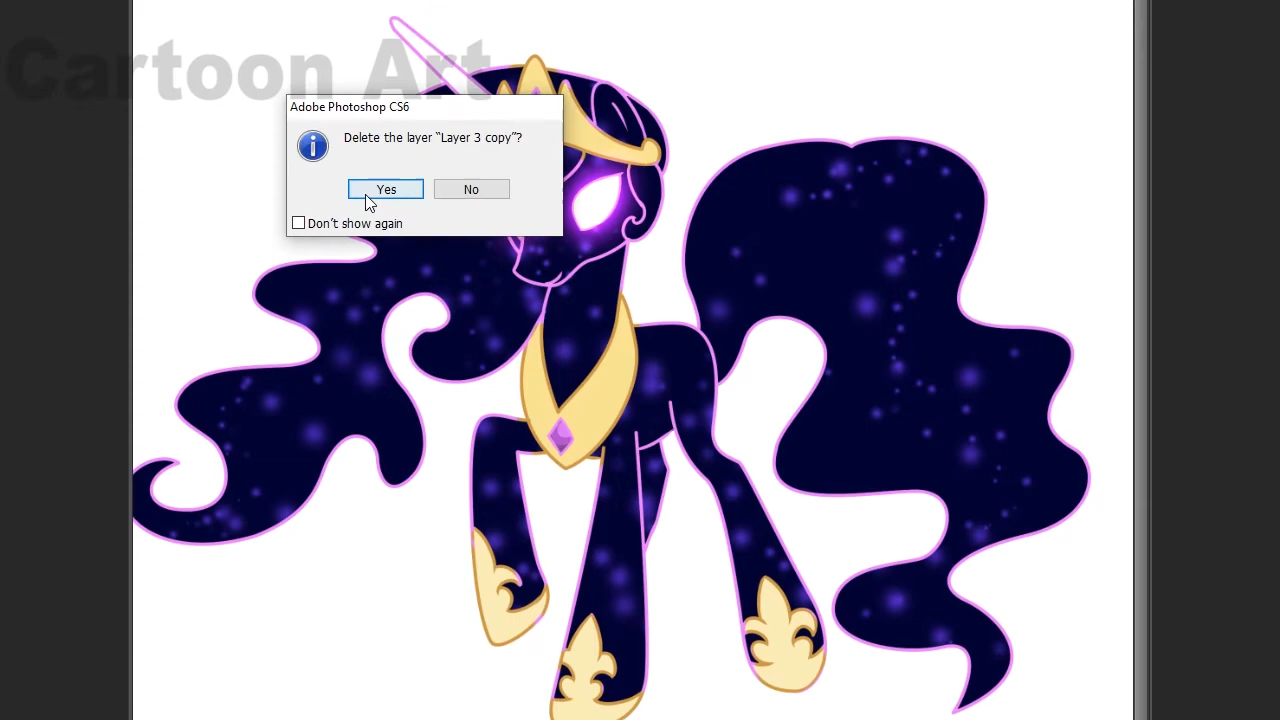 Cartoon Art
Adobe Photoshop CS6
Delete the layer “Layer 3 copy”?
Yes
No
Don’t show again